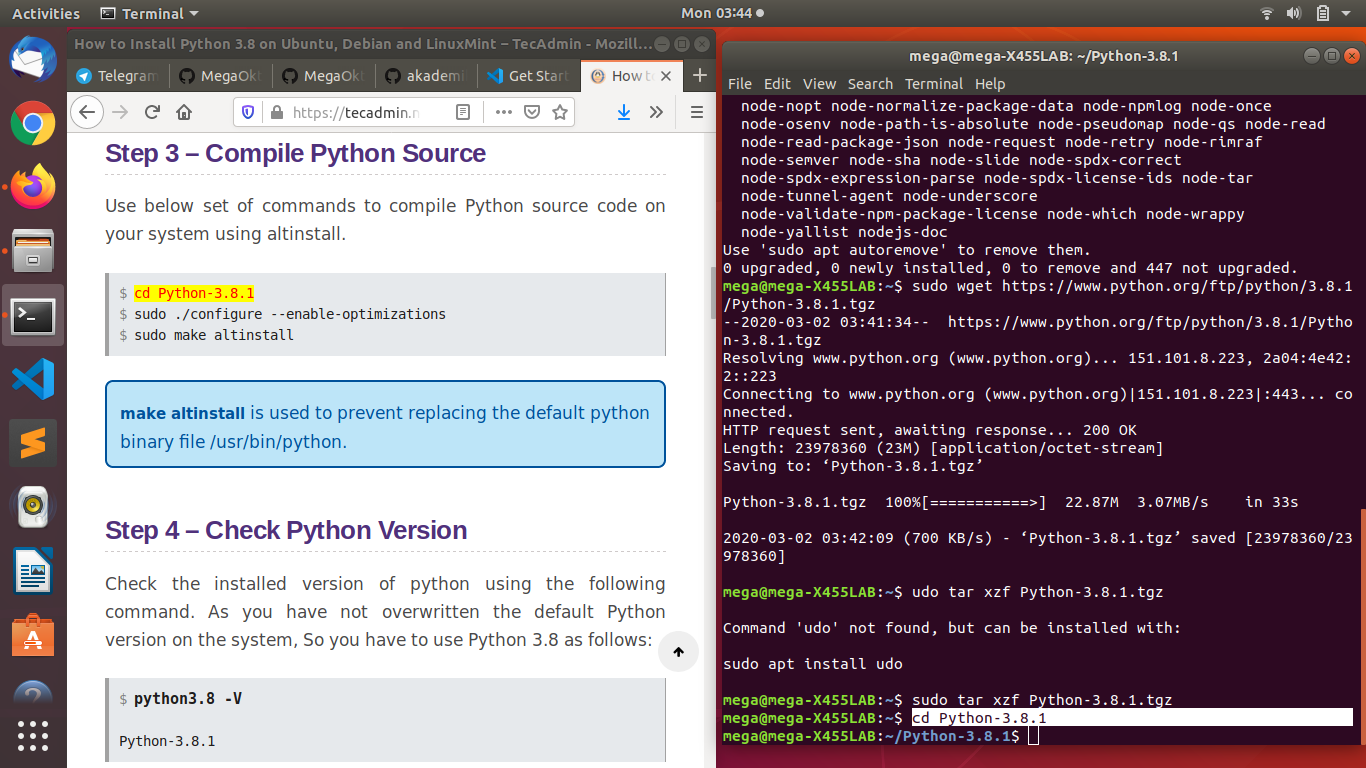 Activities
Terminal
Mon 03:44
How to Install Python 3.8 on Ubuntu, Debian and LinuxMint – TecAdmin - Mozill...
Telegram
MegaOk
MegaOk
akadem
Get Start
How to
https://tecadmin.n
Step 3 – Compile Python Source
Use below set of commands to compile Python source code on
your system using altinstall.
$ cd Python-3.8.1
$ sudo ./configure --enable-optimizations
$ sudo make altinstall
make altinstall is used to prevent replacing the default python
binary file /usr/bin/python.
Step 4 – Check Python Version
Check the installed version of python using the following
command. As you have not overwritten the default Python
version on the system, So you have to use Python 3.8 as follows:
$ python3.8 -V
Python-3.8.1
mega@mega-X455LAB: ~/Python-3.8.1
File Edit View Search Terminal Help
node-nopt node-normalize-package-data node-npmlog node-once
node-osenv node-path-is-absolute node-pseudomap node-qs node-read
node-read-package-json node-request node-retry node-rimraf
node-semver node-sha node-slide node-spdx-correct
node-spdx-expression-parse node-spdx-license-ids node-tar
node-tunnel-agent node-underscore
node-validate-npm-package-license node-which node-wrappy
node-yallist nodejs-doc
Use 'sudo apt autoremove' to remove them.
0 upgraded, 0 newly installed, 0 to remove and 447 not upgraded.
mega@mega-X455LAB:~$ sudo wget https://www.python.org/ftp/python/3.8.1
/Python-3.8.1.tgz
--2020-03-02 03:41:34--  https://www.python.org/ftp/python/3.8.1/Pytho
n-3.8.1.tgz
Resolving www.python.org (www.python.org)... 151.101.8.223, 2a04:4e42:
2::223
Connecting to www.python.org (www.python.org)|151.101.8.223|:443... co
nnected.
HTTP request sent, awaiting response... 200 OK
Length: 23978360 (23M) [application/octet-stream]
Saving to: ‘Python-3.8.1.tgz’
Python-3.8.1.tgz  100%[===========>]  22.87M  3.07MB/s    in 33s
2020-03-02 03:42:09 (700 KB/s) - ‘Python-3.8.1.tgz’ saved [23978360/23
978360]
mega@mega-X455LAB:~$ udo tar xzf Python-3.8.1.tgz
Command 'udo' not found, but can be installed with:
sudo apt install udo
mega@mega-X455LAB:~$ sudo tar xzf Python-3.8.1.tgz
mega@mega-X455LAB:~$ cd Python-3.8.1
mega@mega-X455LAB:~/Python-3.8.1$